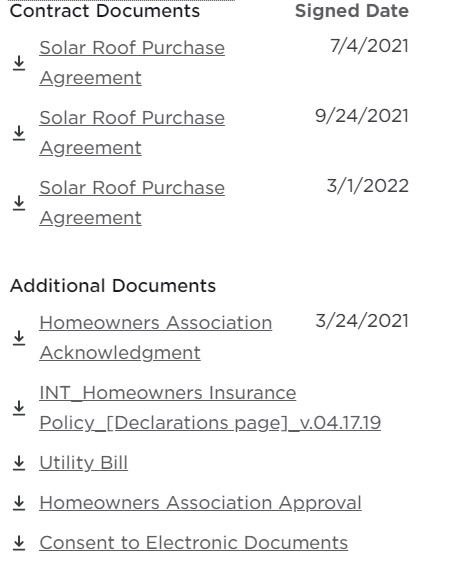 Contract Documents Signed Date
Solar Roof Purchase 7/4/2021
Agreement
Solar Roof Purchase 9/24/2021
Agreement
Solar Roof Purchase 3/1/2022
Agreement
Additional Documents
Homeowners Association 3/24/2021
Acknowledgment
INT_Homeowners Insurance
Policy_[Declarations page]_v.04.17.19
Utility Bill
Homeowners Association Approval
Consent to Electronic Documents